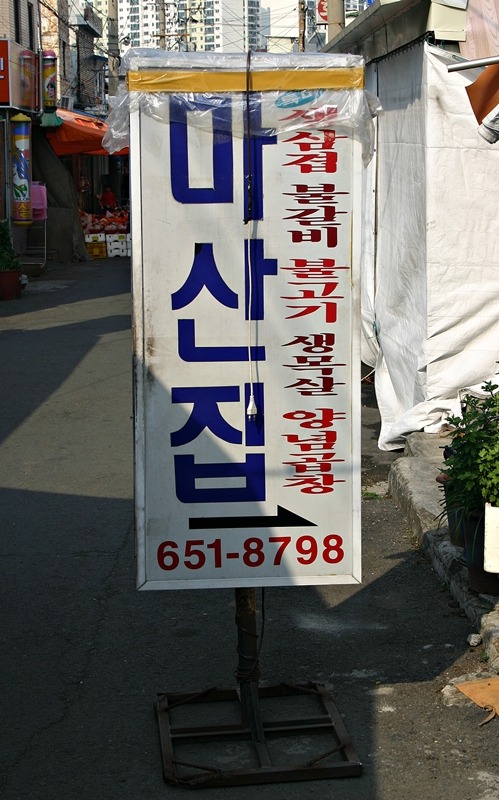 마산집
생삼겹 불갈비 불고기 생목살 양념곱창
651-8798